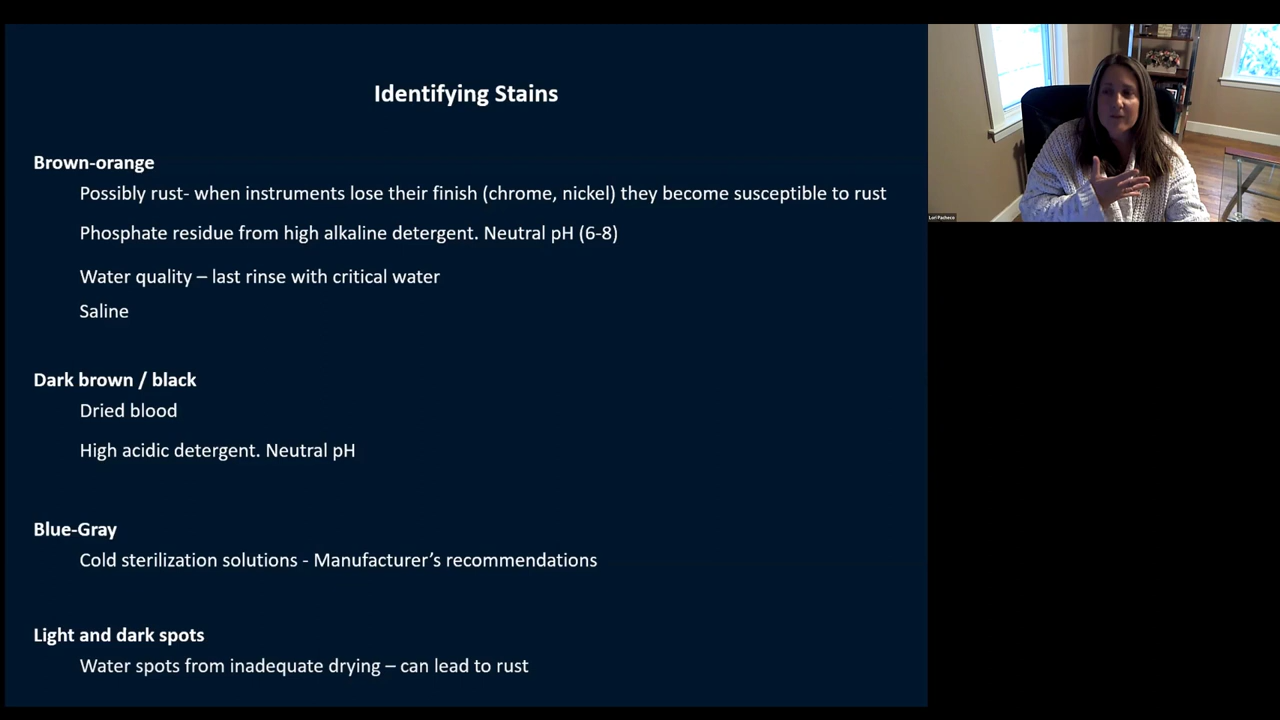 Identifying Stains
Brown-orange
Possibly rust- when instruments lose their finish (chrome, nickel) they become susceptible to rust
Phosphate residue from high alkaline detergent. Neutral pH (6-8)
Water quality – last rinse with critical water
Saline
Dark brown / black
Dried blood
High acidic detergent. Neutral pH
Blue-Gray
Cold sterilization solutions - Manufacturer’s recommendations
Light and dark spots
Water spots from inadequate drying – can lead to rust
Lori Pacheco